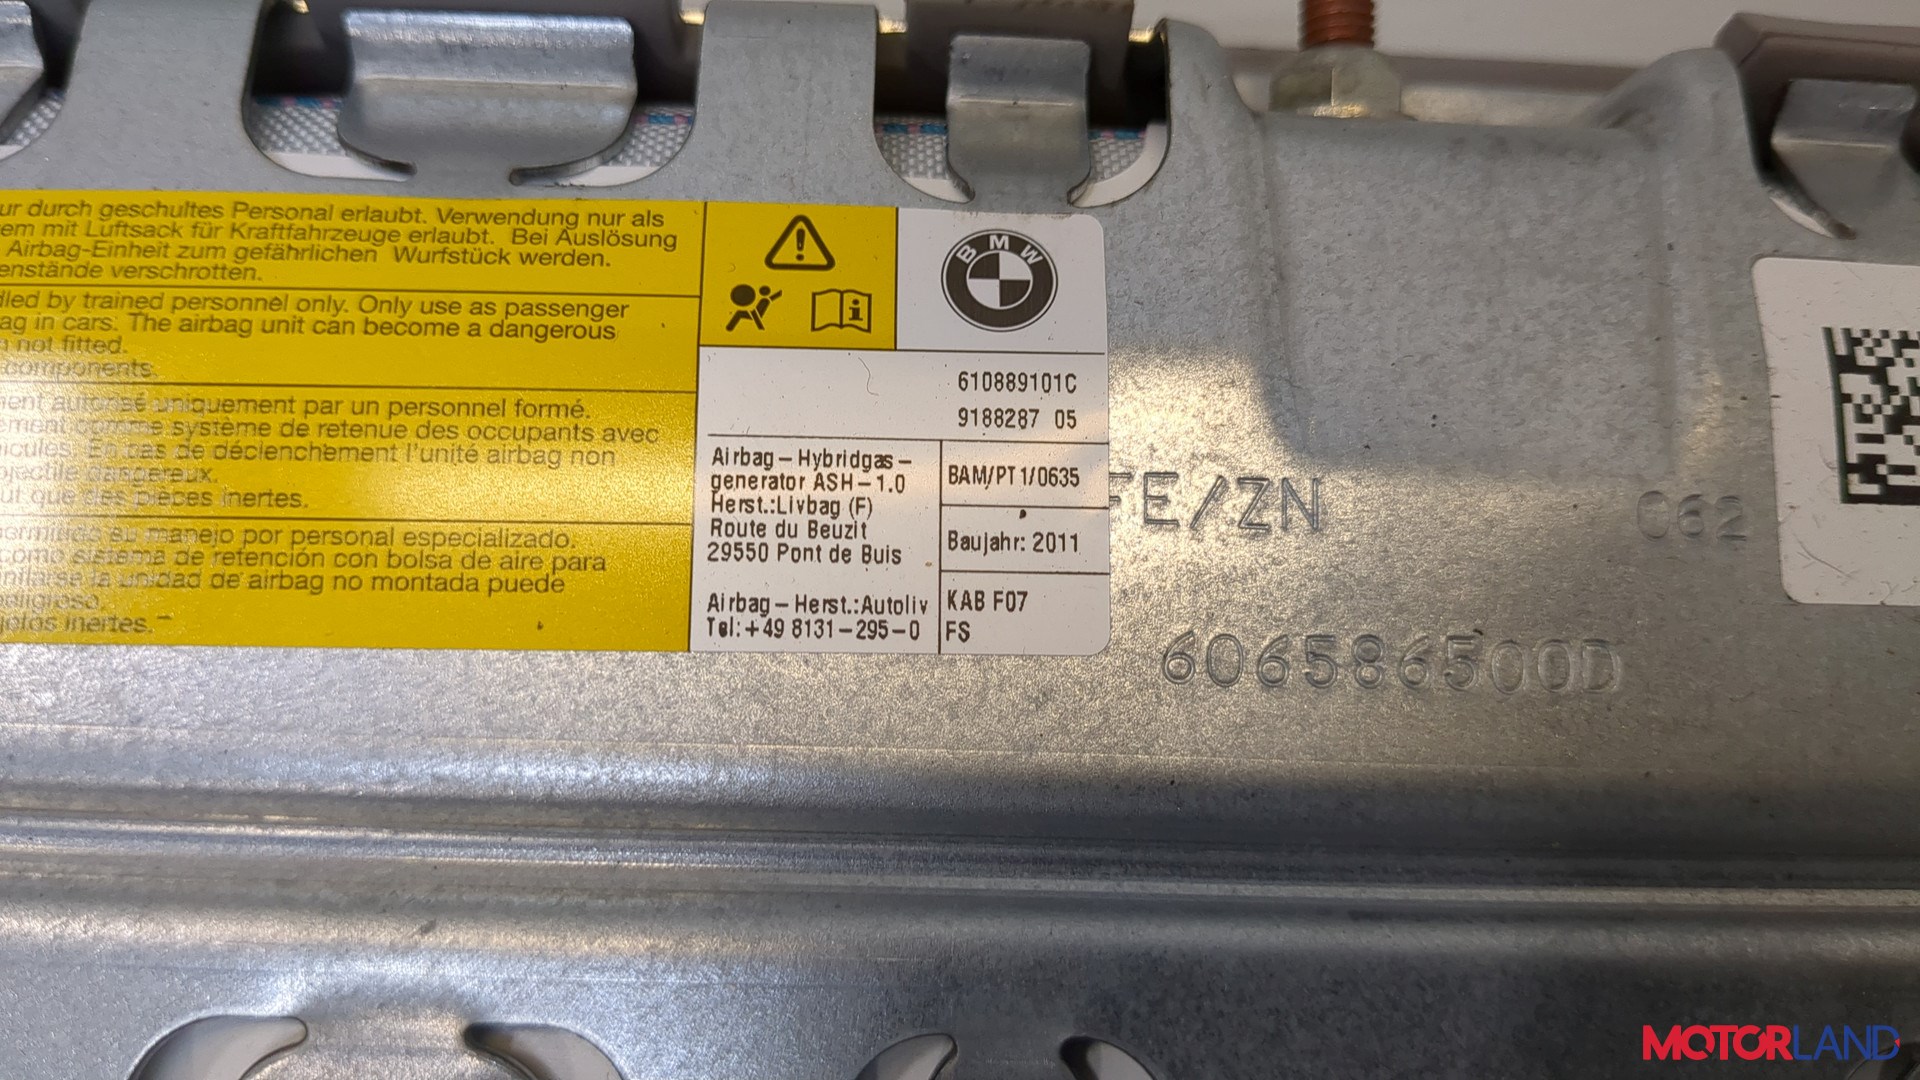 ur durch geschultes Personal erlaubt. Verwendung nur als
em mit Luftsack für Kraftfahrzeuge erlaubt. Bei Auslösung
Airbag-Einheit zum gefährlichen Wurfstück werden.
enstände verschrotten.
lled by trained personnel only. Only use as passenger
ag in cars. The airbag unit can become a dangerous
not fitted.
components.
ment autorisé uniquement par un personnel formé.
ement comme système de retenue des occupants avec
icules. En cas de déclenchement l'unité airbag non
ojectile dangereux.
ut que des pièces inertes.
permitido su manejo por personal especializado.
como sistema de retención con bolsa de aire para
la unidad de airbag no montada puede
peligroso.
jetos inertes.
BMW
610889101C
9188287 05
Airbag-Hybridgas-
generator ASH-1.0
Herst.:Livbag (F)
Route du Beuzit
29550 Pont de Buis
Airbag-Herst.:Autoliv
Tel:+49 8131-295-0
BAM/PT1/0635
Baujahr: 2011
KAB F07
FS
FE/ZN
062
606586500D
MOTORLAND